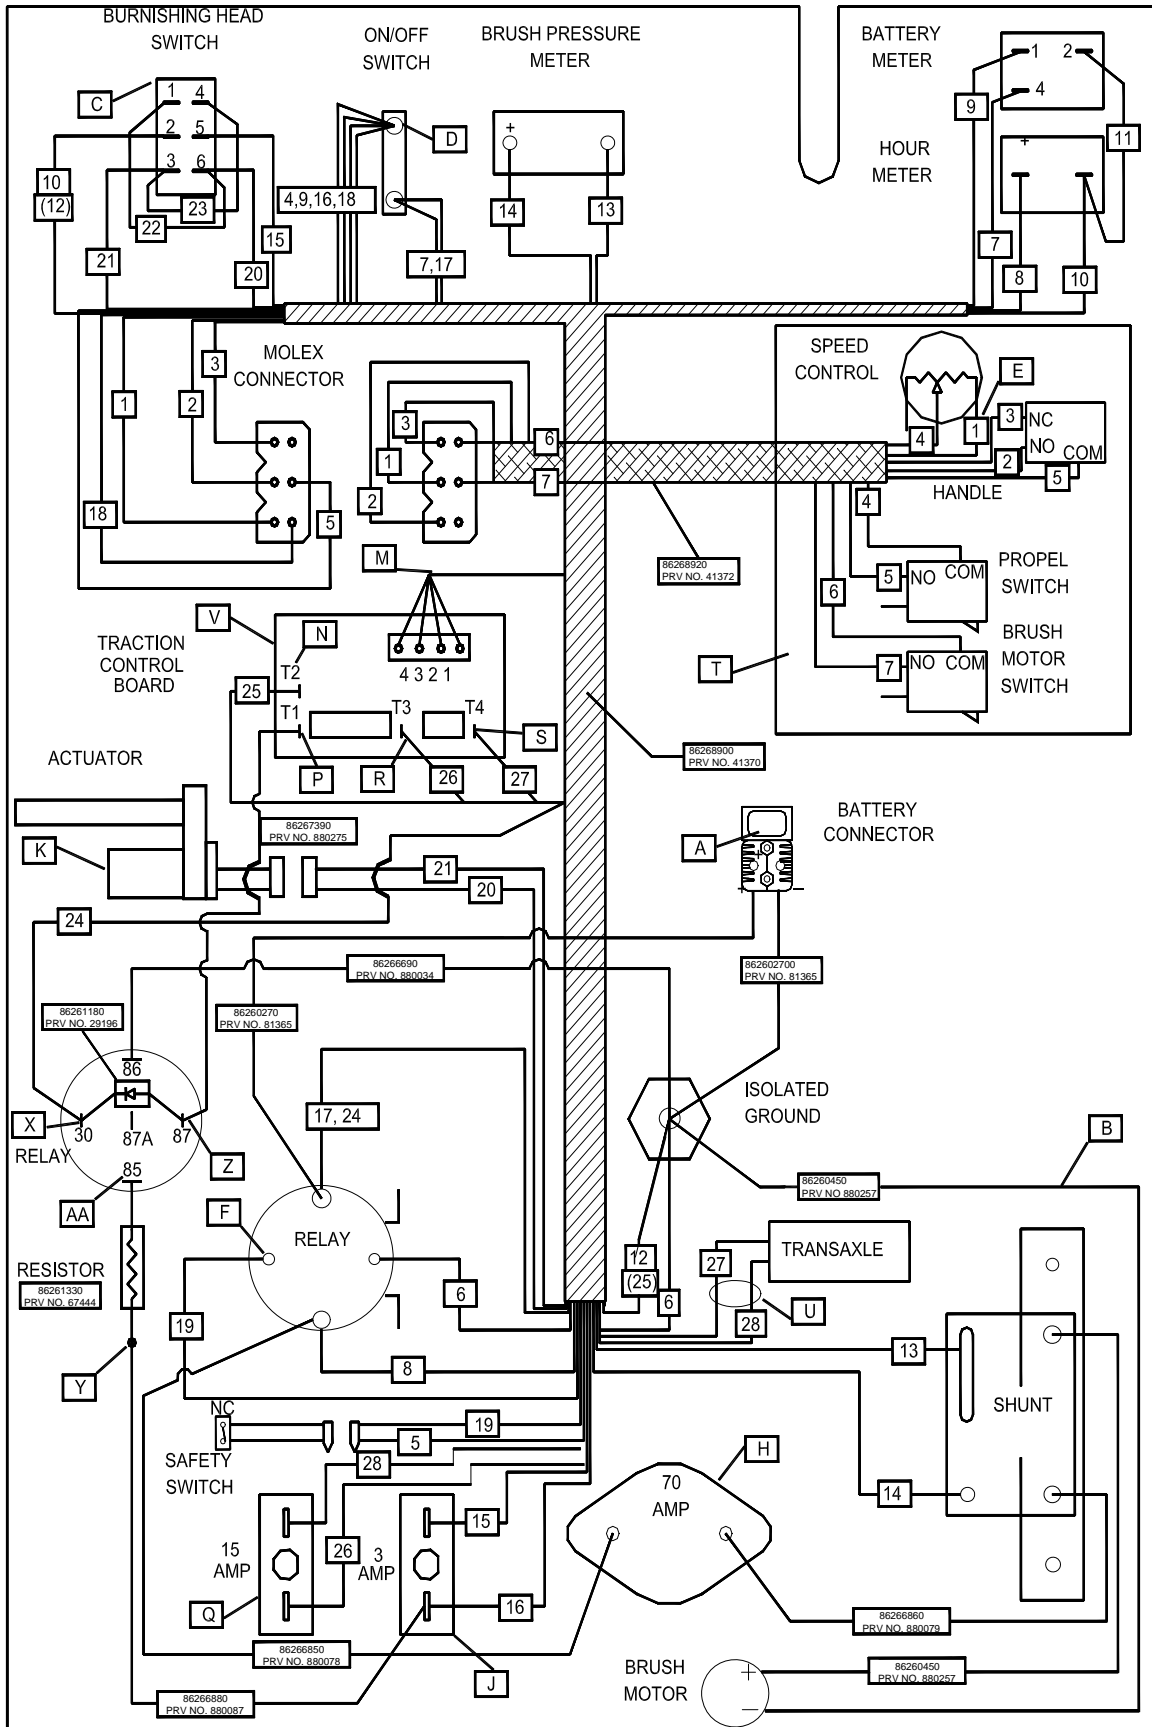 BURNISHING HEAD
SWITCH
ON/OFF
SWITCH
BRUSH PRESSURE
METER
BATTERY
METER
HOUR
METER
C
1
4
2
5
3
6
10
(12)
21
22
23
20
15
4,9,16,18
D
7,17
+
14
13
1
2
4
9
11
+
7
8
10
MOLEX
CONNECTOR
3
2
1
18
5
3
1
2
6
7
SPEED
CONTROL
E
4
1
3
2
5
NC
NO
COM
HANDLE
4
5
6
7
NO
COM
PROPEL
SWITCH
NO
COM
BRUSH
MOTOR
SWITCH
T
86268920
PRV NO. 41372
M
V
N
TRACTION
CONTROL
BOARD
4 3 2 1
T2
25
T1
T3
T4
P
R
S
26
27
86268900
PRV NO. 41370
ACTUATOR
K
86267390
PRV NO. 880275
21
20
24
BATTERY
CONNECTOR
A
+
+
−
86266690
PRV NO. 880034
862602700
PRV NO. 81365
86261180
PRV NO. 29196
86260270
PRV NO. 81365
86
30
87A
87
85
X
RELAY
Z
AA
17, 24
ISOLATED
GROUND
B
86260450
PRV NO 880257
F
RELAY
RESISTOR
86261330
PRV NO. 67444
Y
19
6
8
12
(25)
6
27
28
TRANSAXLE
U
13
14
SHUNT
NC
SAFETY
SWITCH
19
5
28
15
AMP
26
3
AMP
15
16
Q
J
70
AMP
H
86266850
PRV NO. 880078
86266880
PRV NO. 880087
86266860
PRV NO. 880079
BRUSH
MOTOR
+
−
86260450
PRV NO. 880257